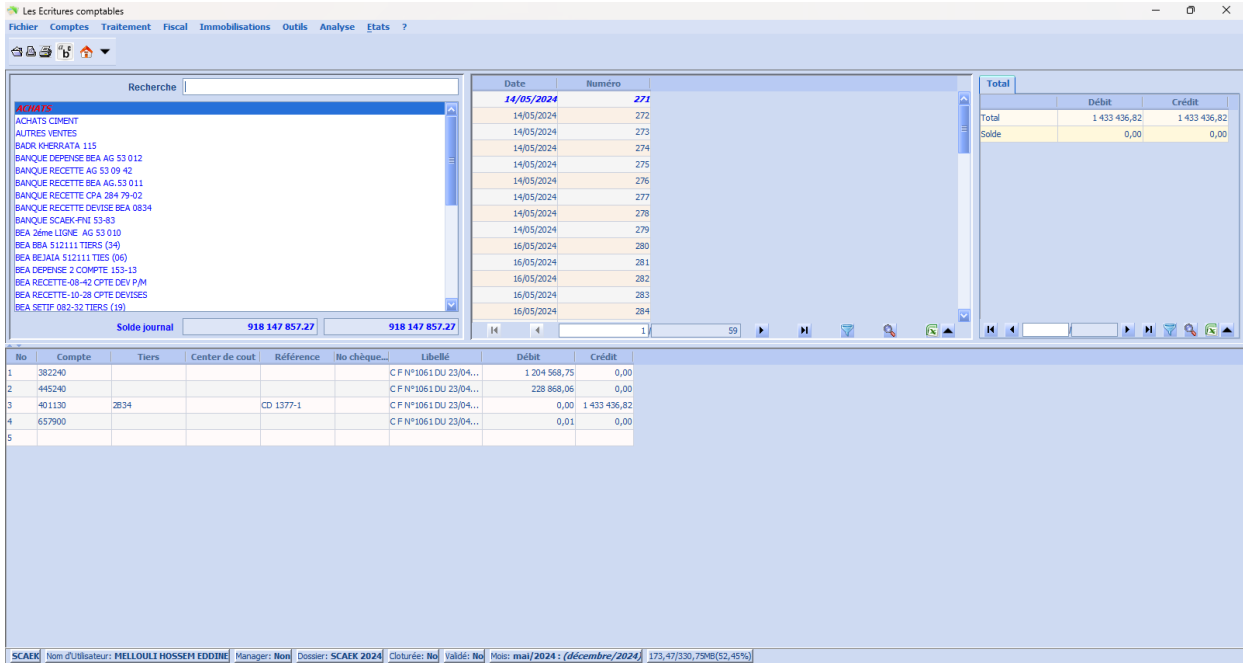 Les Ecritures comptables
Fichier Comptes Traitement Fiscal Immobilisations Outils Analyse Etats ?
Recherche
ACHATS
ACHATS CIMENT
AUTRES VENTES
BADR KHERRATA 115
BANQUE DEPENSE BEA AG 53 012
BANQUE RECETTE AG 53 09 42
BANQUE RECETTE BEA AG.53 011
BANQUE RECETTE CPA 284 79-02
BANQUE RECETTE DEVISE BEA 0834
BANQUE SCAEK-FNI 53-83
BEA 2éme LIGNE AG 53 010
BEA BBA 512111 TIERS (34)
BEA BEJAIA 512111 TIES (06)
BEA DEPENSE 2 COMPTE 153-13
BEA RECETTE-08-42 CPTE DEV P/M
BEA RECETTE-10-28 CPTE DEVISES
BEA SETIF 082-32 TIERS (19)
Solde journal 918 147 857.27 918 147 857.27
Date Numéro
14/05/2024 271
14/05/2024 272
14/05/2024 273
14/05/2024 274
14/05/2024 275
14/05/2024 276
14/05/2024 277
14/05/2024 278
14/05/2024 279
16/05/2024 280
16/05/2024 281
16/05/2024 282
16/05/2024 283
16/05/2024 284
1/ 59
Total
Débit Crédit
Total 1 433 436,82 1 433 436,82
Solde 0,00 0,00
/
No Compte Tiers Center de cout Référence No chèque... Libellé Débit Crédit
1 382240 C F N°1061 DU 23/04... 1 204 568,75 0,00
2 445240 C F N°1061 DU 23/04... 228 868,06 0,00
3 401130 2B34 CD 1377-1 C F N°1061 DU 23/04... 0,00 1 433 436,82
4 657900 C F N°1061 DU 23/04... 0,01 0,00
5
SCAEK Nom d'Utilisateur: MELLOULI HOSSEM EDDINE Manager: Non Dossier: SCAEK 2024 Cloturée: No Validé: No Mois: mai/2024 : (décembre/2024) 173,47/330,75MB(52,45%)